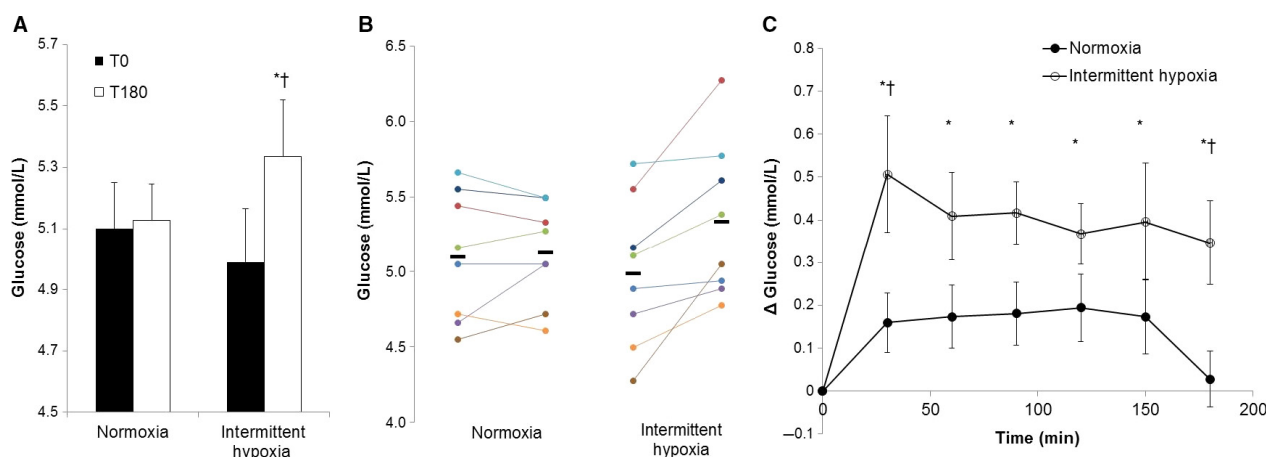 A
5.7
5.5
5.3
5.1
4.9
4.7
4.5
Glucose (mmol/L)
T0
T180
*†
Normoxia
Intermittent
hypoxia
B
6.5
6.0
5.5
5.0
4.5
4.0
Glucose (mmol/L)
Normoxia
Intermittent
hypoxia
C
0.8
0.7
0.6
0.5
0.4
0.3
0.2
0.1
0
–0.1
Δ Glucose (mmol/L)
Normoxia
Intermittent hypoxia
*†
*
*
*
*
*†
0
50
100
150
200
Time (min)